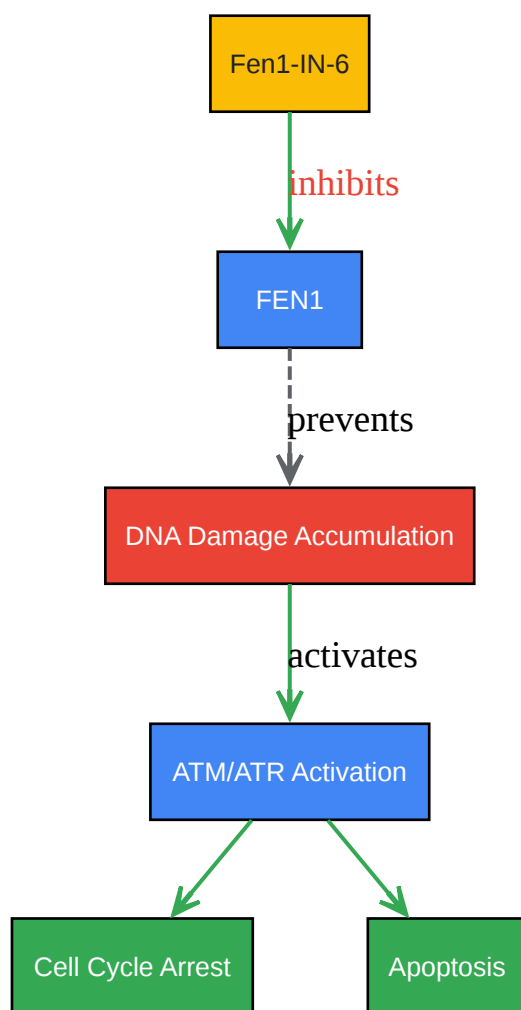 Fen1-IN-6
inhibits
FEN1
prevents
DNA Damage Accumulation
activates
ATM/ATR Activation
Cell Cycle Arrest
Apoptosis